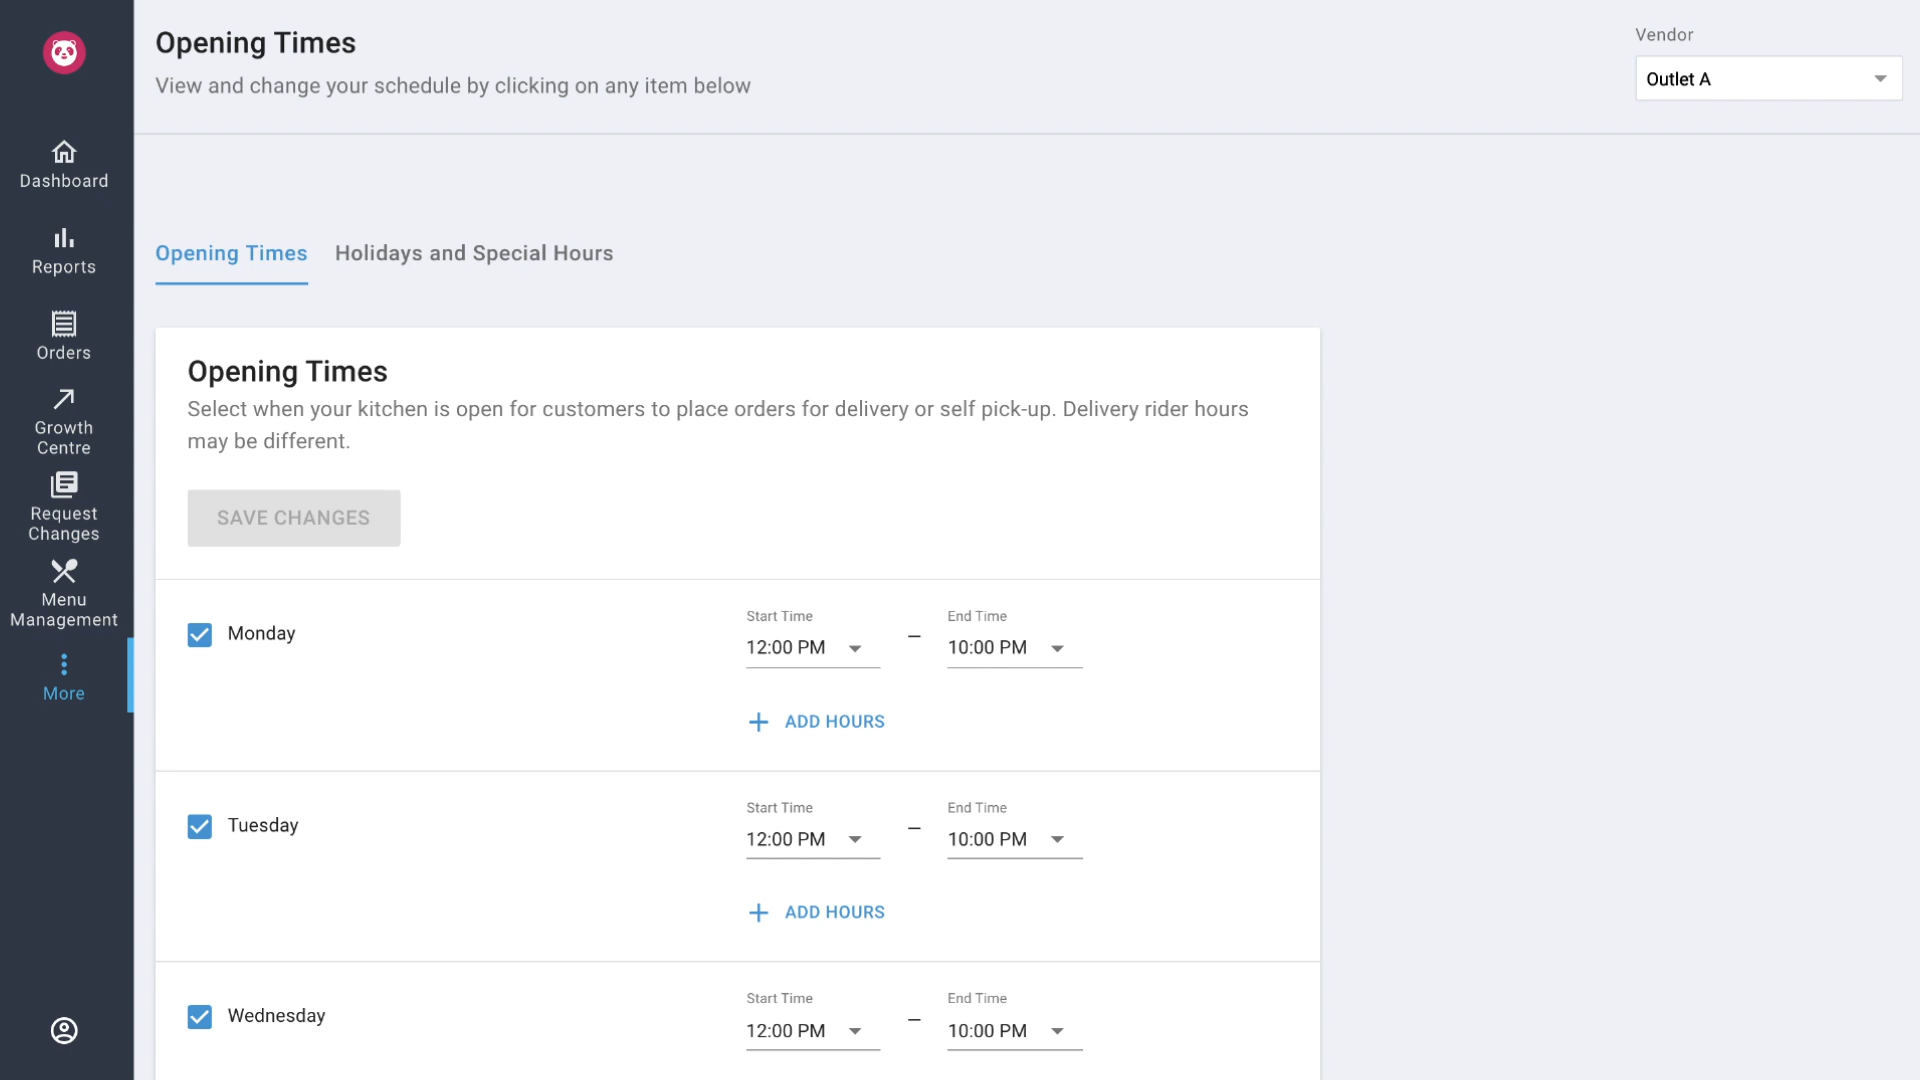 Opening Times
View and change your schedule by clicking on any item below
Vendor
Outlet A
Dashboard
Reports
Orders
Growth
Centre
Request
Changes
Menu
Management
More
Opening Times
Holidays and Special Hours
Opening Times
Select when your kitchen is open for customers to place orders for delivery or self pick-up. Delivery rider hours
may be different.
SAVE CHANGES
Monday
Start Time
12:00 PM
–
End Time
10:00 PM
+ ADD HOURS
Tuesday
Start Time
12:00 PM
–
End Time
10:00 PM
+ ADD HOURS
Wednesday
Start Time
12:00 PM
–
End Time
10:00 PM